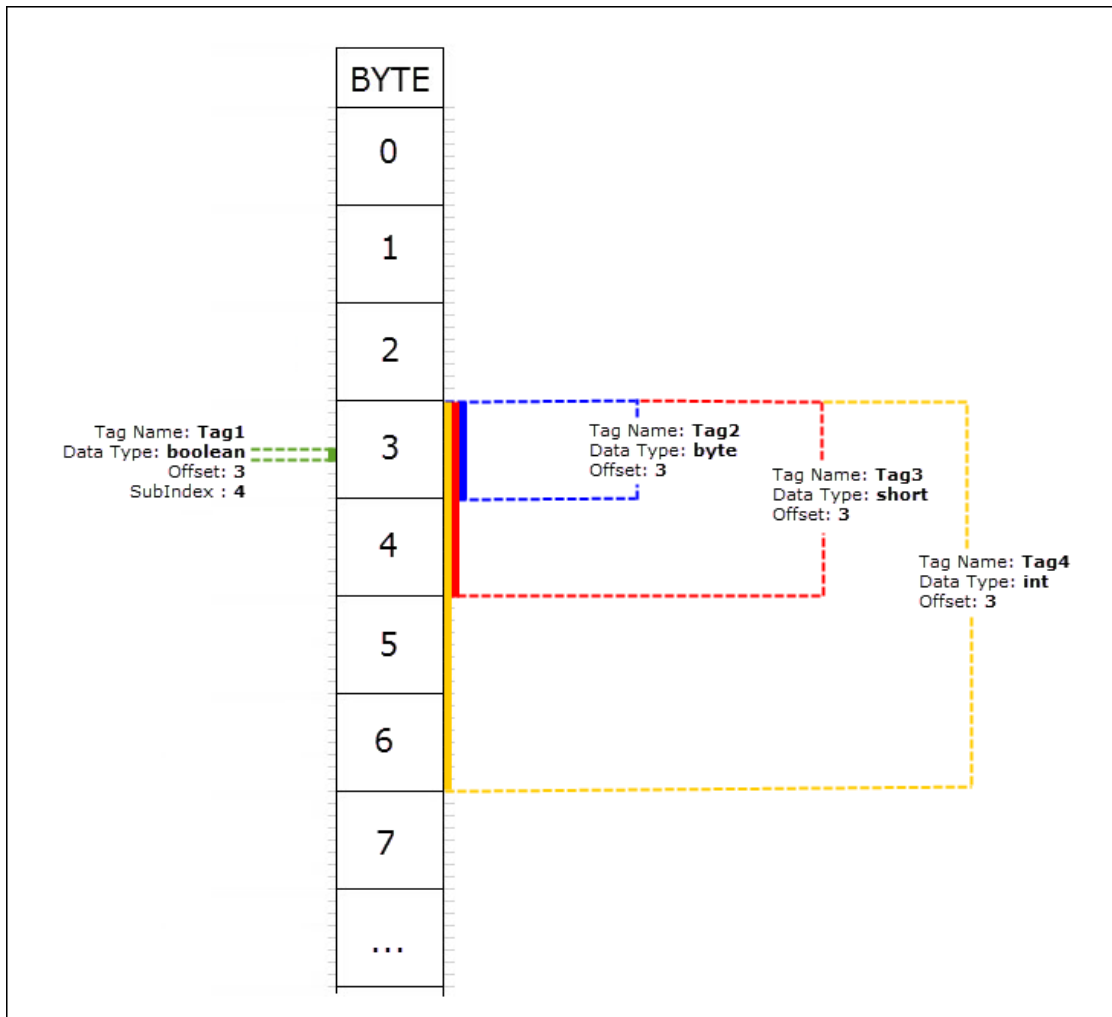 BYTE
0
1
2
3
4
5
6
7
...
Tag Name: Tag1
Data Type: boolean
Offset: 3
SubIndex : 4
Tag Name: Tag2
Data Type: byte
Offset: 3
Tag Name: Tag3
Data Type: short
Offset: 3
Tag Name: Tag4
Data Type: int
Offset: 3